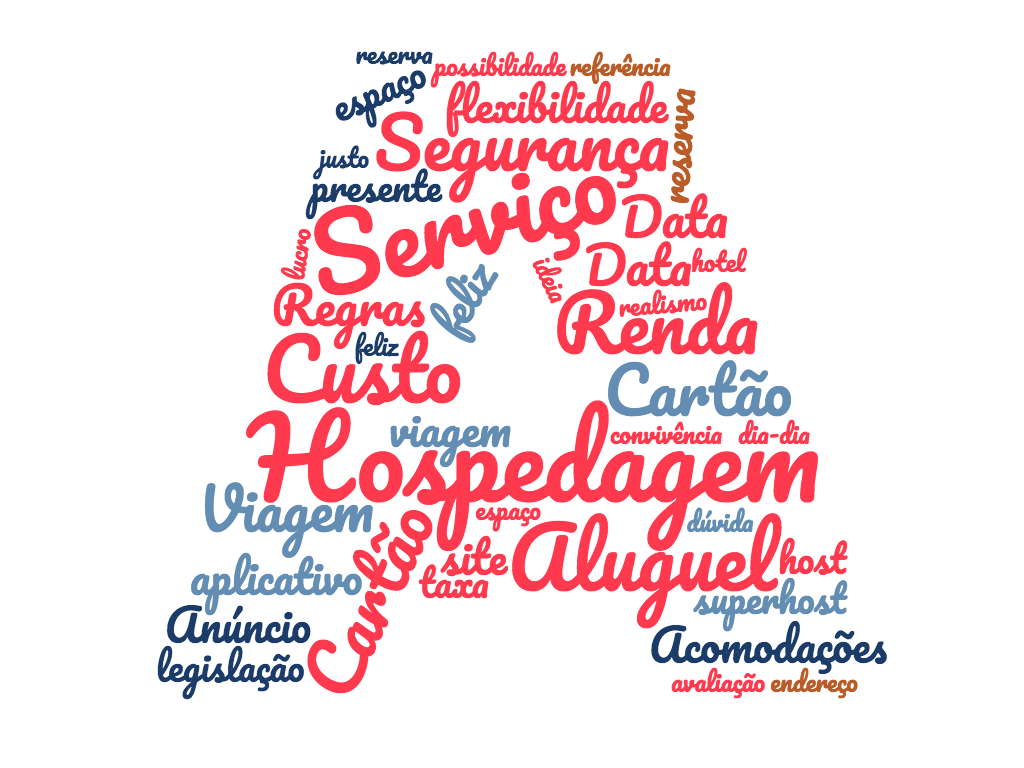 reserva
possibilidade
referência
espaço
flexibilidade
reserva
Segurança
justo
presente
Serviço
Data
lucro
Data
hotel
ideia
feliz
Regras
realismo
Renda
feliz
Custo
Cartão
viagem
convivência
dia-dia
Hospedagem
Viagem
espaço
dúvida
Cartão
site
Aluguel
host
aplicativo
taxa
superhost
Anúncio
Acomodações
legislação
avaliação
endereço